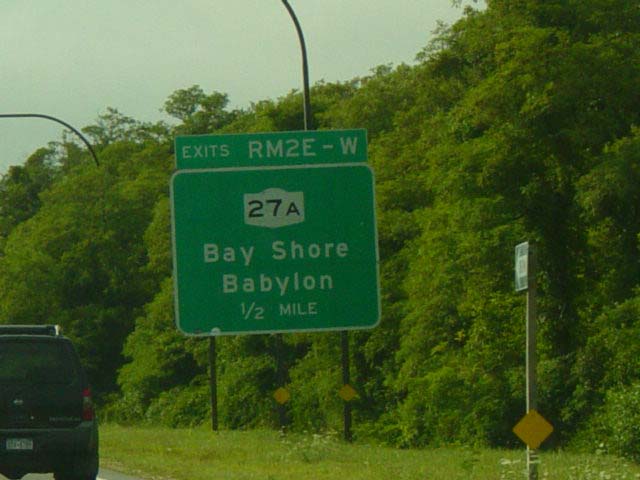 EXITS RM2E-W
27A
Bay Shore
Babylon
1/2 MILE